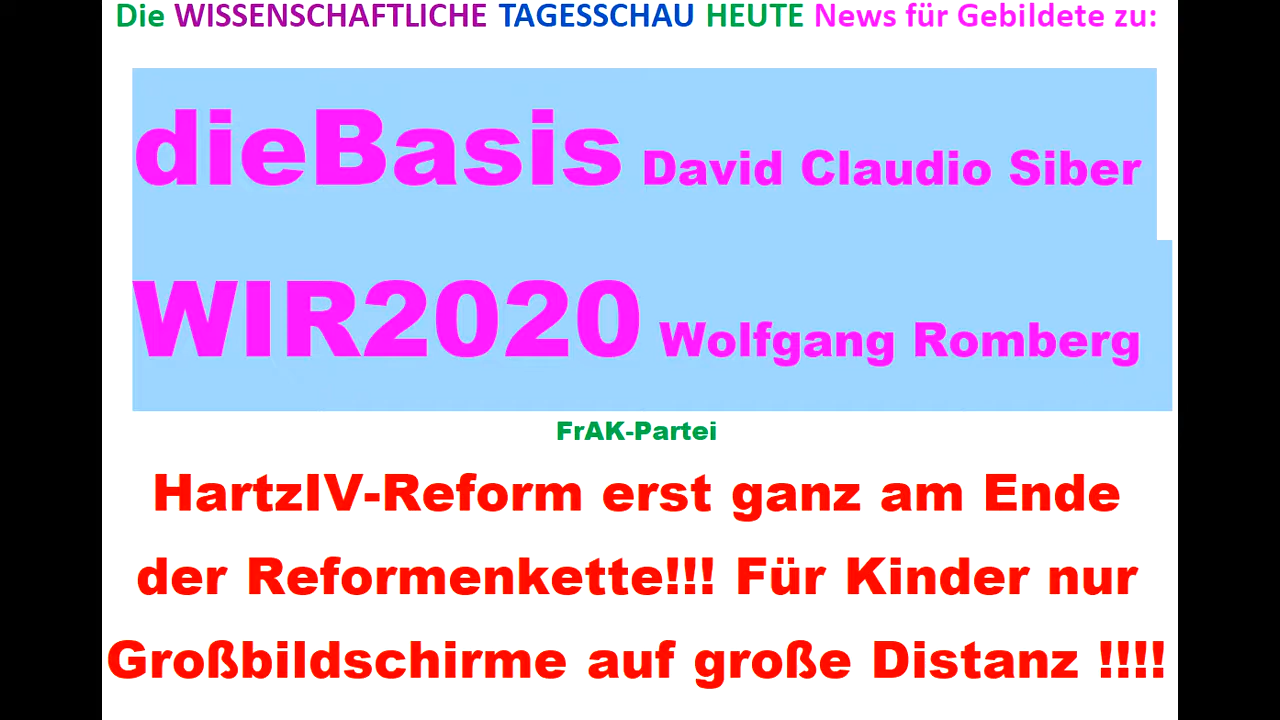 Die WISSENSCHAFTLICHE TAGESSCHAU HEUTE News für Gebildete zu:
dieBasis David Claudio Siber
WIR2020 Wolfgang Romberg
FrAK-Partei
HartzIV-Reform erst ganz am Ende
der Reformenkette!!! Für Kinder nur
Großbildschirme auf große Distanz !!!!